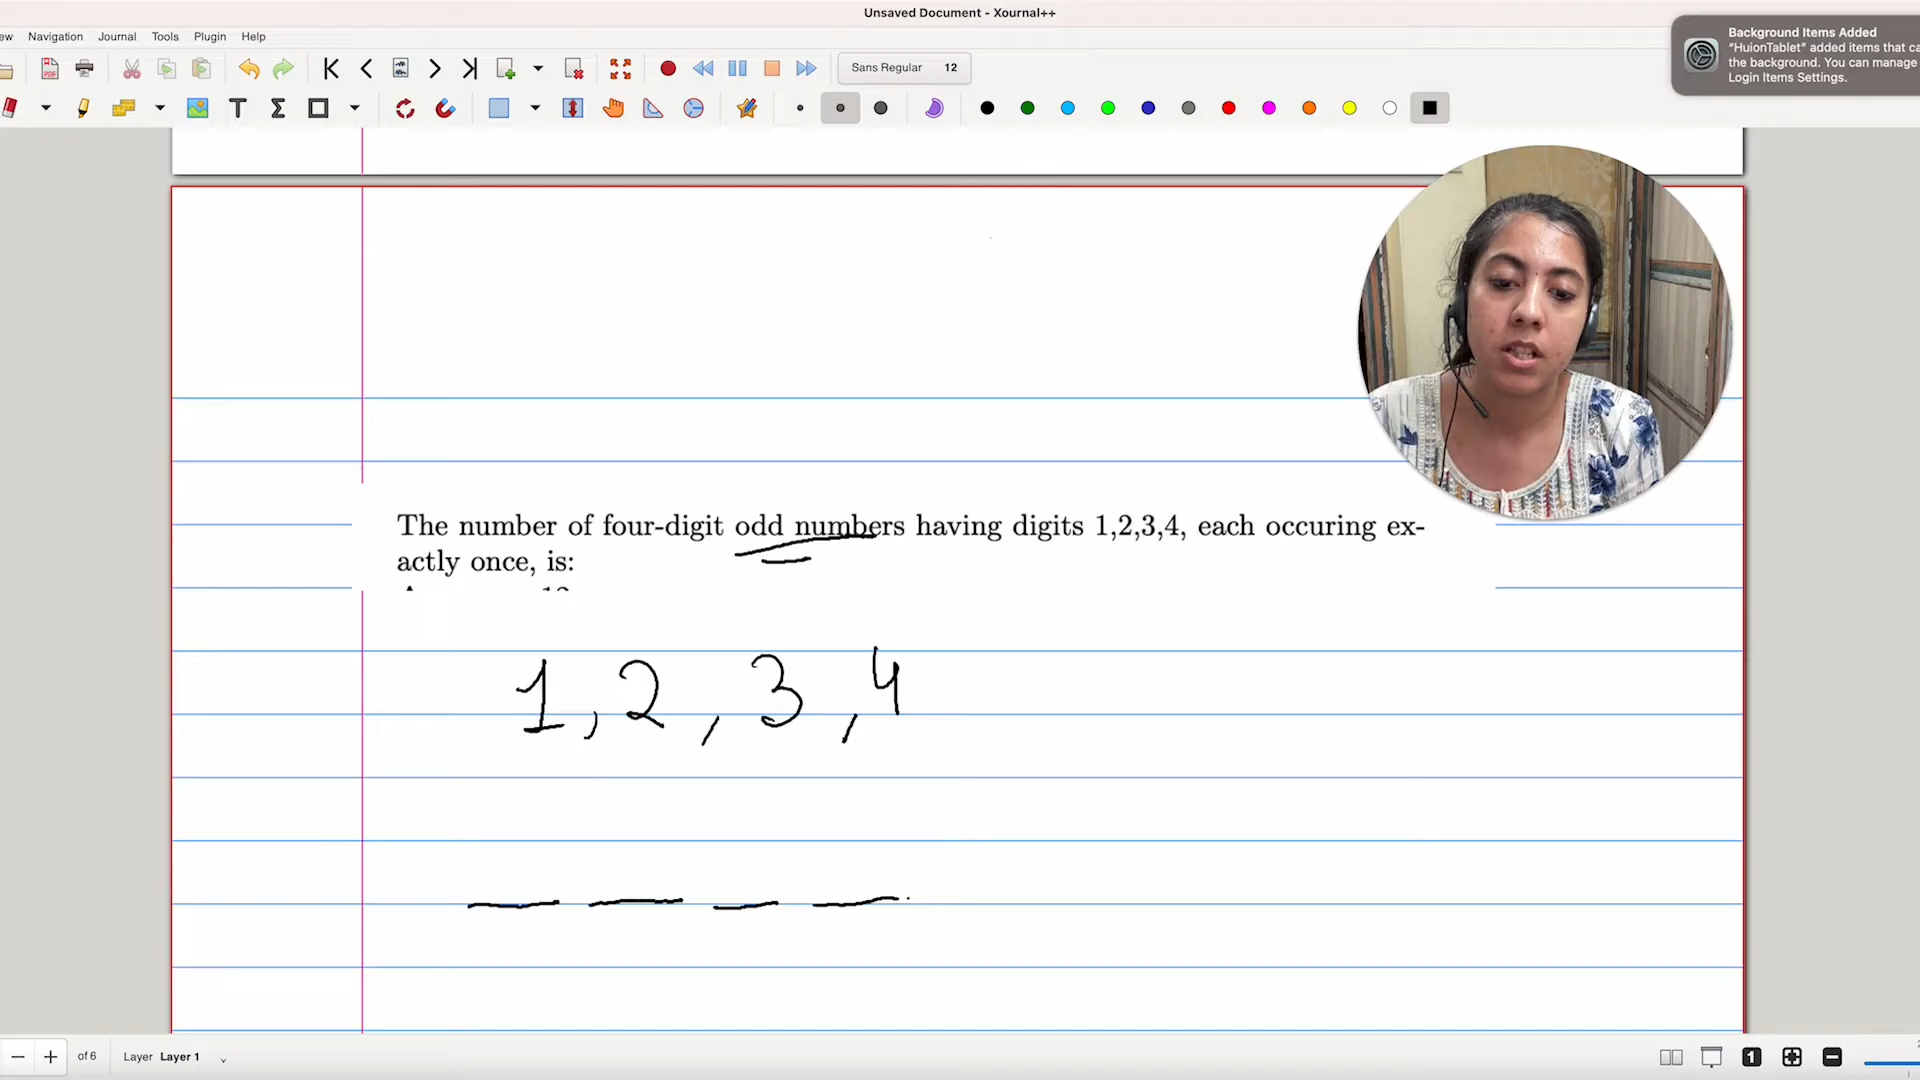 Unsaved Document - Xournal++
ew Navigation Journal Tools Plugin Help
Background Items Added
"HuionTablet" added items that ca
the background. You can manage
Login Items Settings.
Sans Regular 12
The number of four-digit odd numbers having digits 1,2,3,4, each occuring ex-
actly once, is:
1, 2, 3, 4
of 6 Layer Layer 1